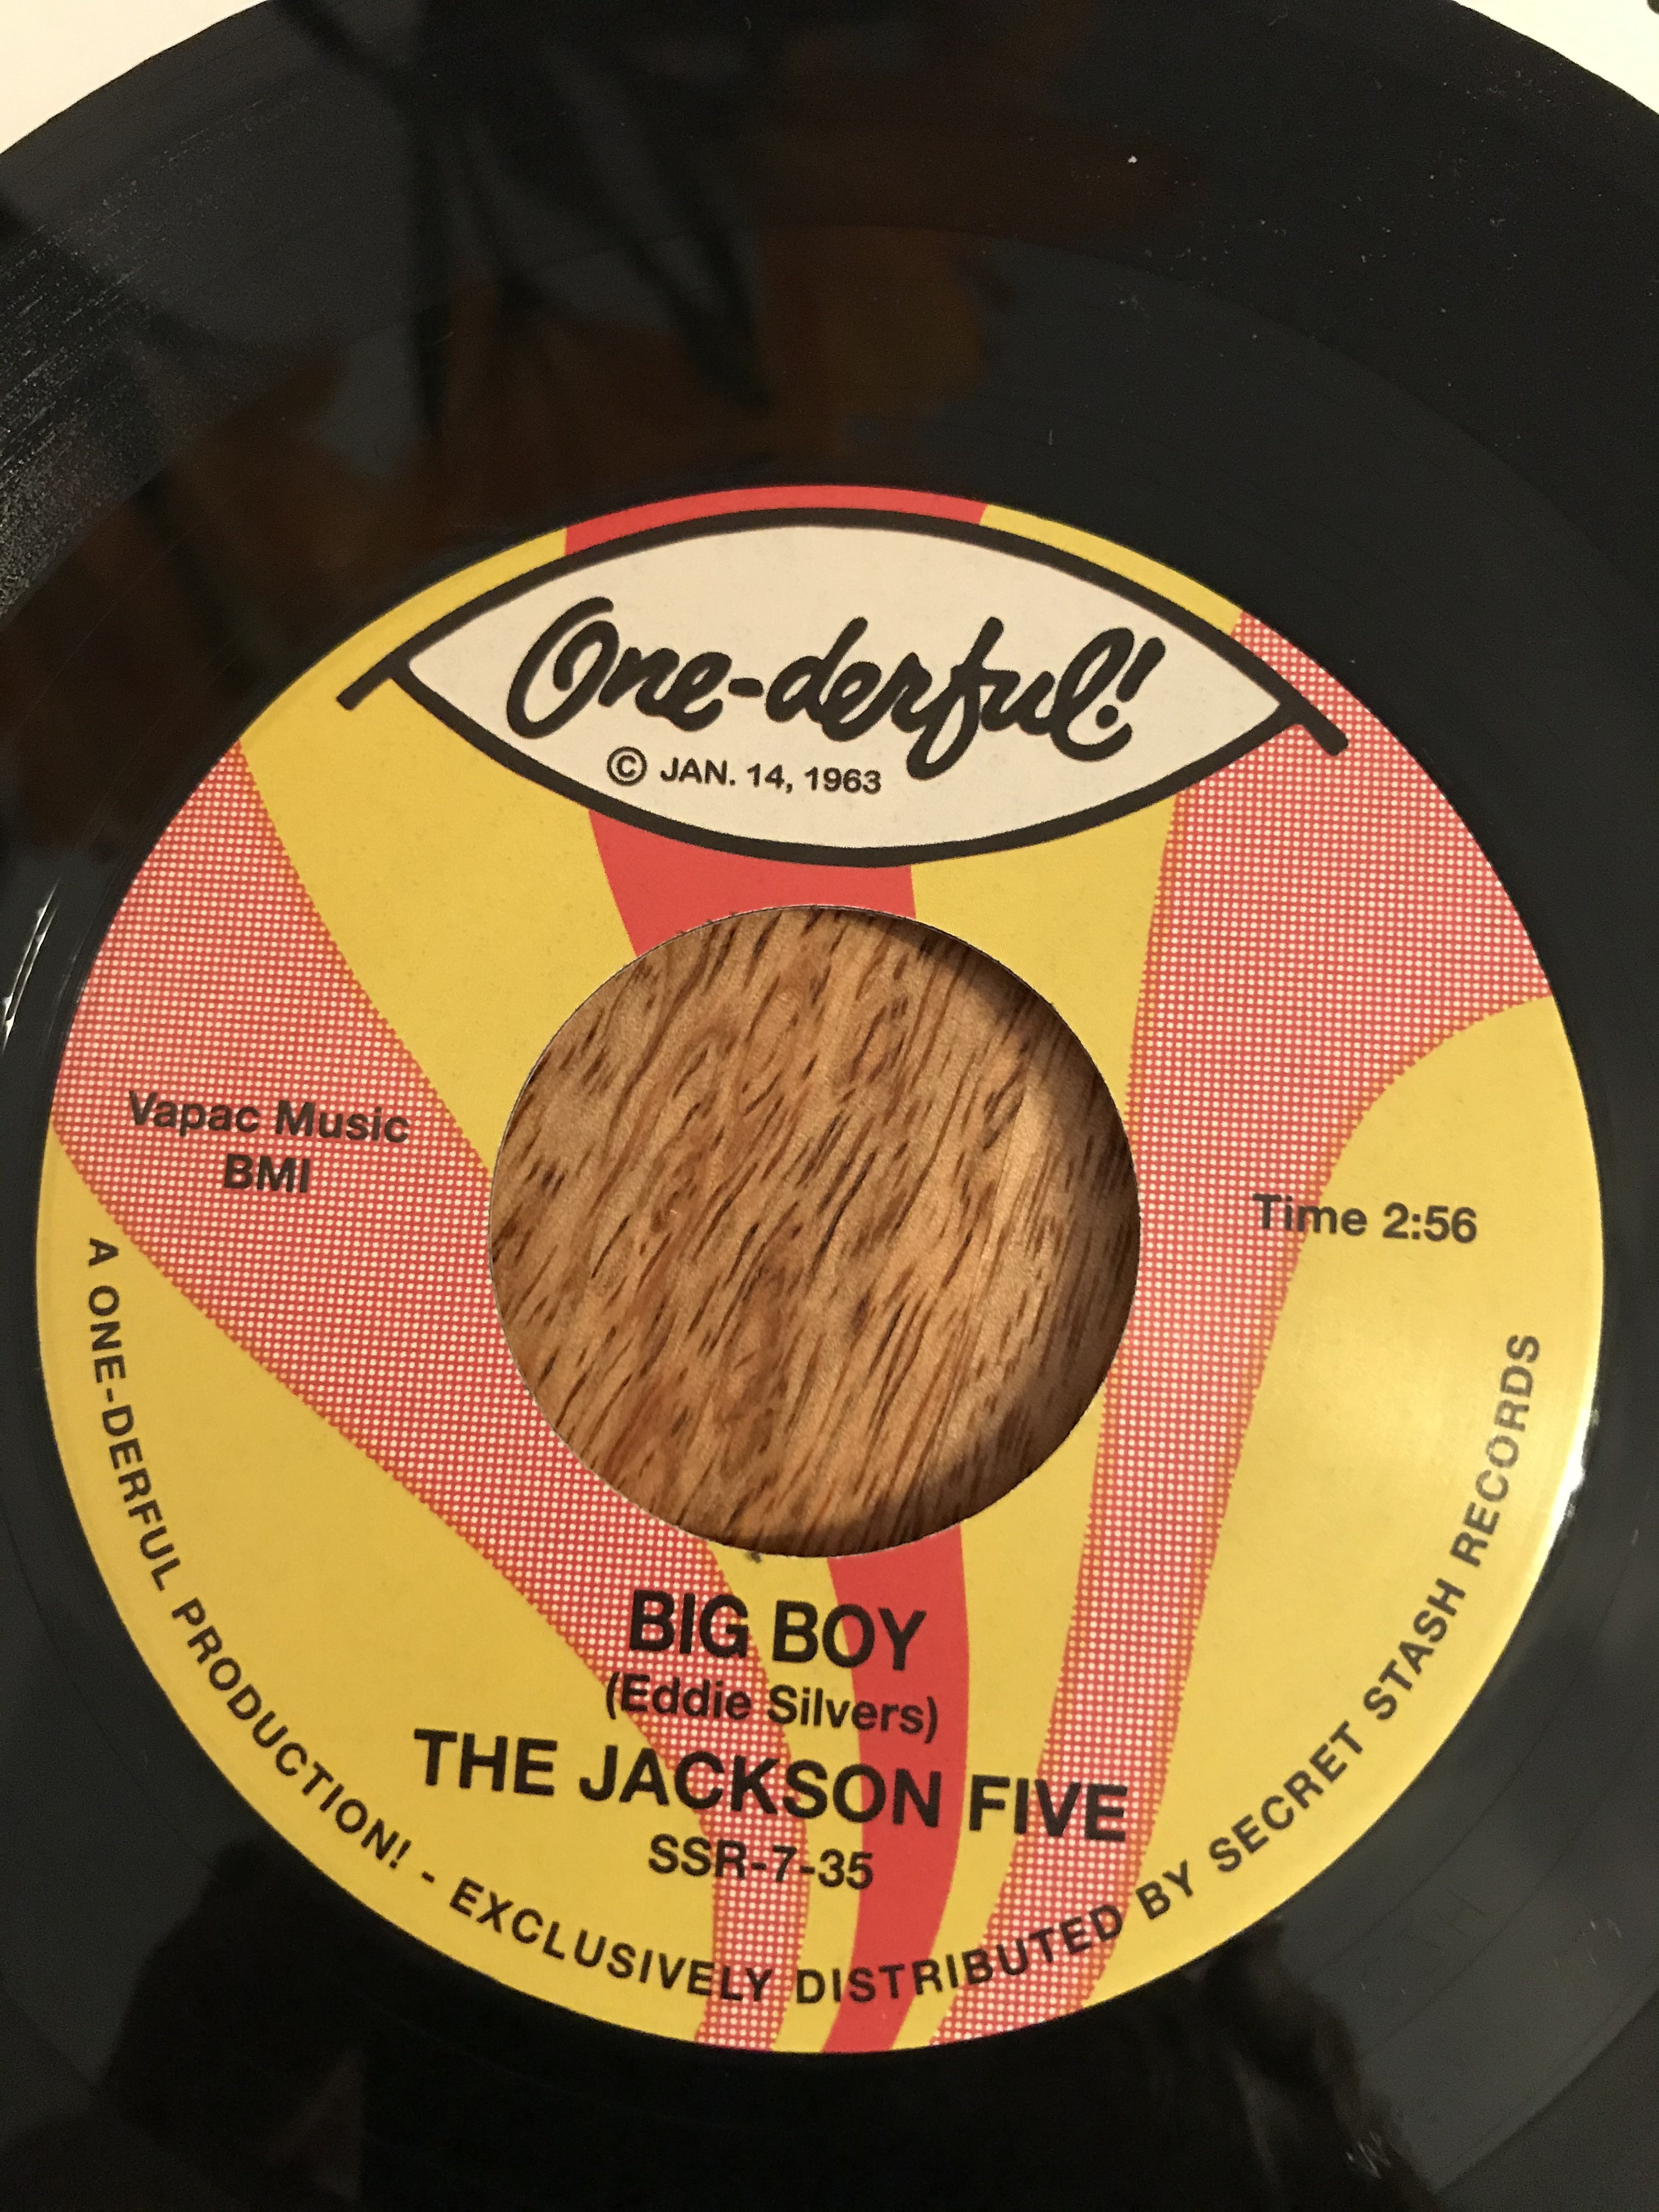 One-derful!
© JAN. 14, 1963
Vapac Music
BMI
Time 2:56
BIG BOY
(Eddie Silvers)
THE JACKSON FIVE
SSR-7-35
A ONE-DERFUL PRODUCTION! - EXCLUSIVELY DISTRIBUTED BY SECRET STASH RECORDS